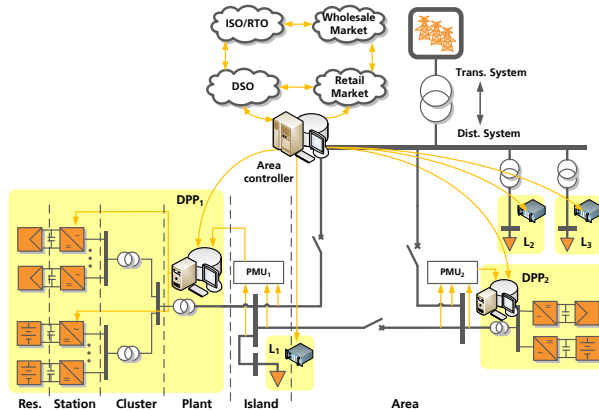 ISO/RTO
Wholesale
Market
DSO
Retail
Market
Trans. System
Dist. System
Area
controller
DPP1
PMU1
PMU2
DPP2
L1
L2
L3
Res.
Station
Cluster
Plant
Island
Area